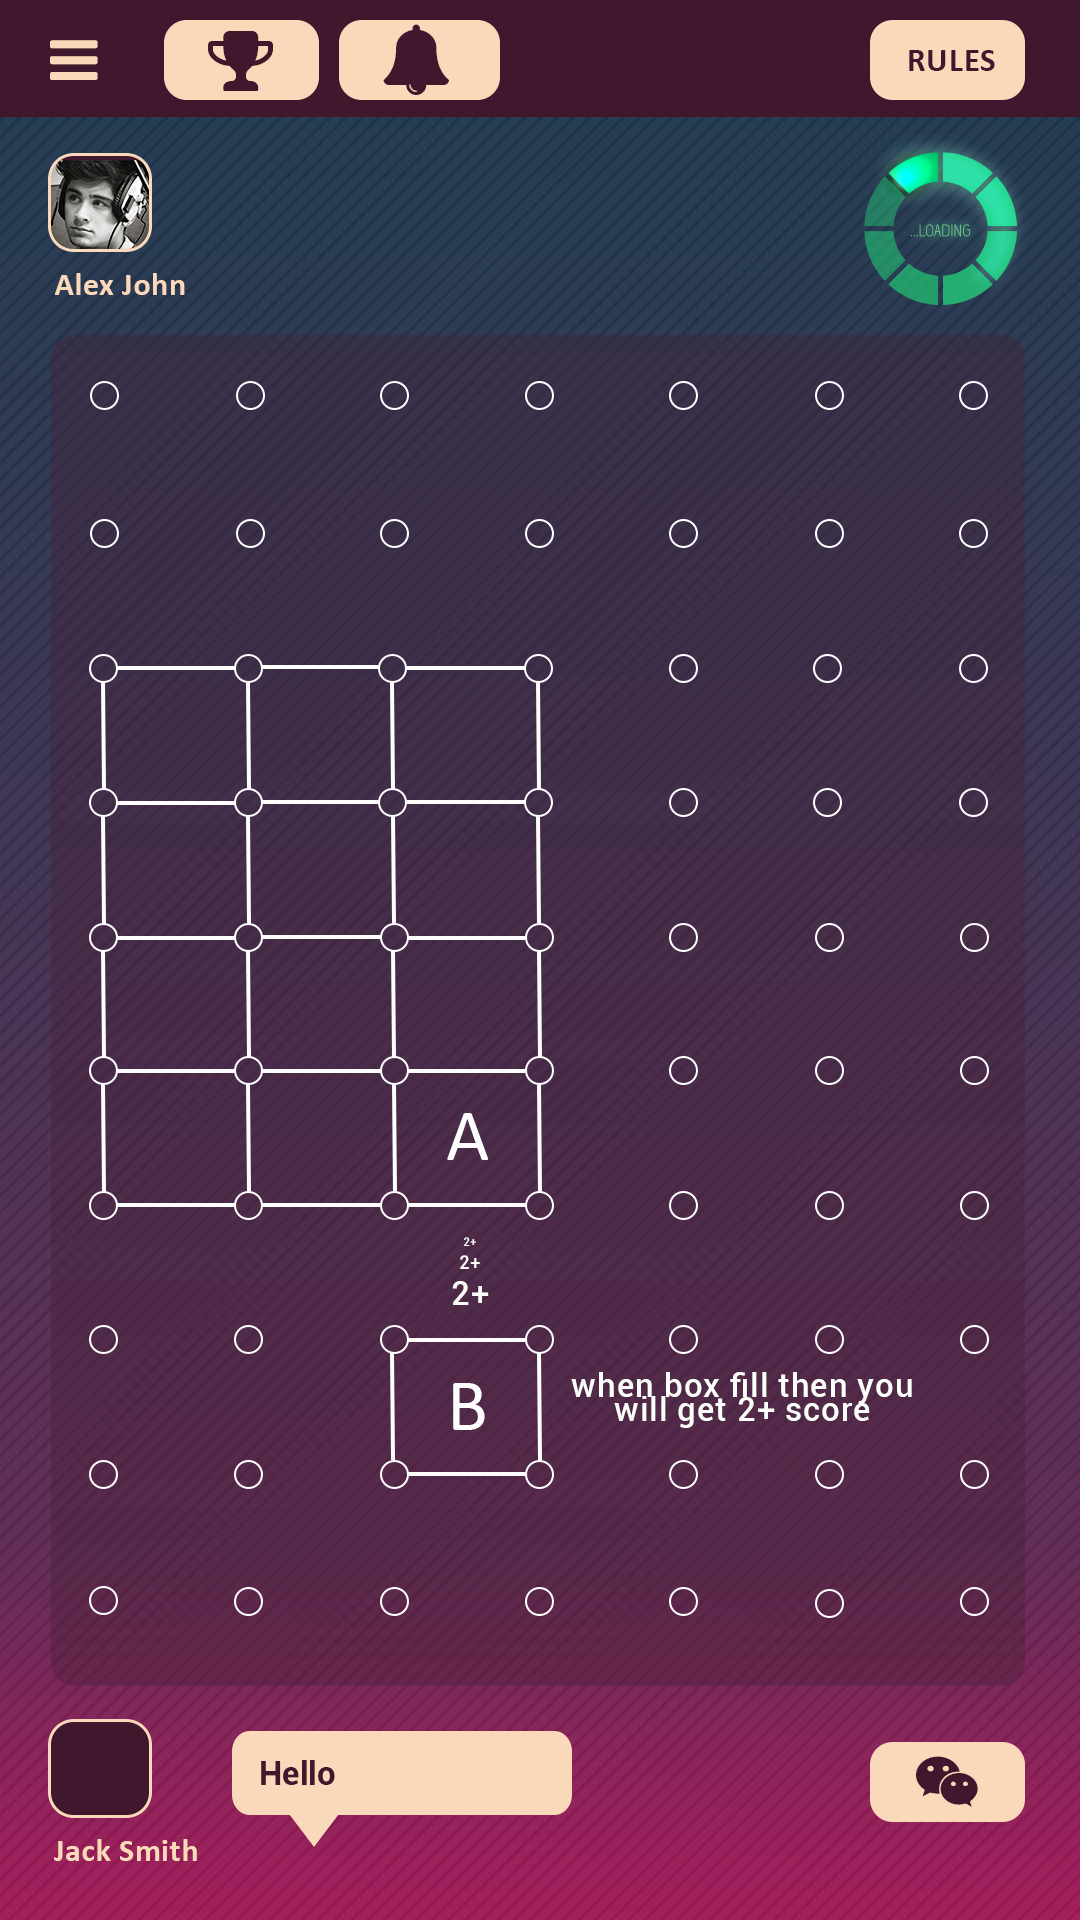 RULES
...LOADING
Alex John
A
2+
2+
2+
B
when box fill then you
will get 2+ score
Hello
Jack Smith